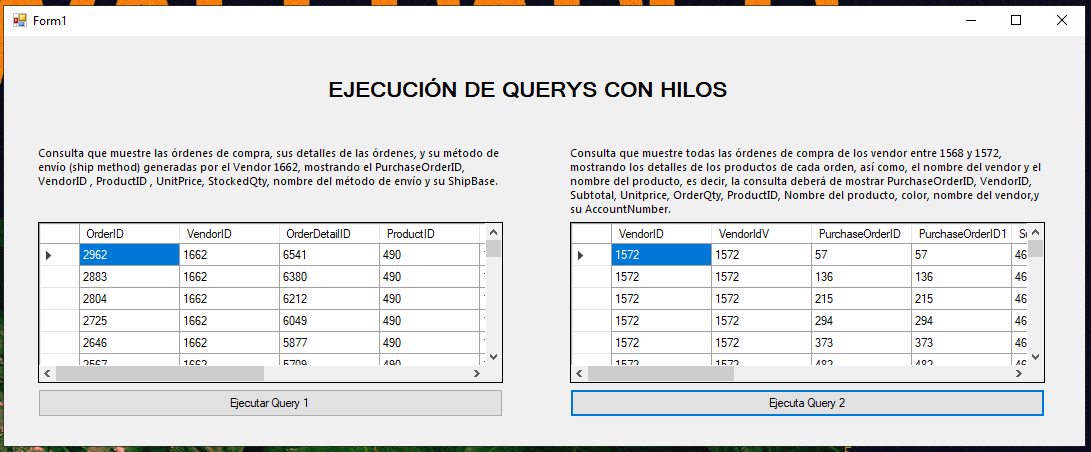 Form1
EJECUCIÓN DE QUERYS CON HILOS
Consulta que muestre las órdenes de compra, sus detalles de las órdenes, y su método de
envío (ship method) generadas por el Vendor 1662, mostrando el PurchaseOrderID,
VendorID , ProductID , UnitPrice, StockedQty, nombre del método de envío y su ShipBase.
OrderID VendorID OrderDetailID ProductID
2962 1662 6541 490
2883 1662 6380 490
2804 1662 6212 490
2725 1662 6049 490
2646 1662 5877 490
2567 1662 5709 490
Ejecutar Query 1
Consulta que muestre todas las órdenes de compra de los vendor entre 1568 y 1572,
mostrando los detalles de los productos de cada orden, así como, el nombre del vendor y el
nombre del producto, es decir, la consulta deberá de mostrar PurchaseOrderID, VendorID,
Subtotal, Unitprice, OrderQty, ProductID, Nombre del producto, color, nombre del vendor,y
su AccountNumber.
VendorID VendorIdV PurchaseOrderID PurchaseOrderID1 Su
1572 1572 57 57 46
1572 1572 136 136 46
1572 1572 215 215 46
1572 1572 294 294 46
1572 1572 373 373 46
1572 1572 482 482 46
Ejecuta Query 2